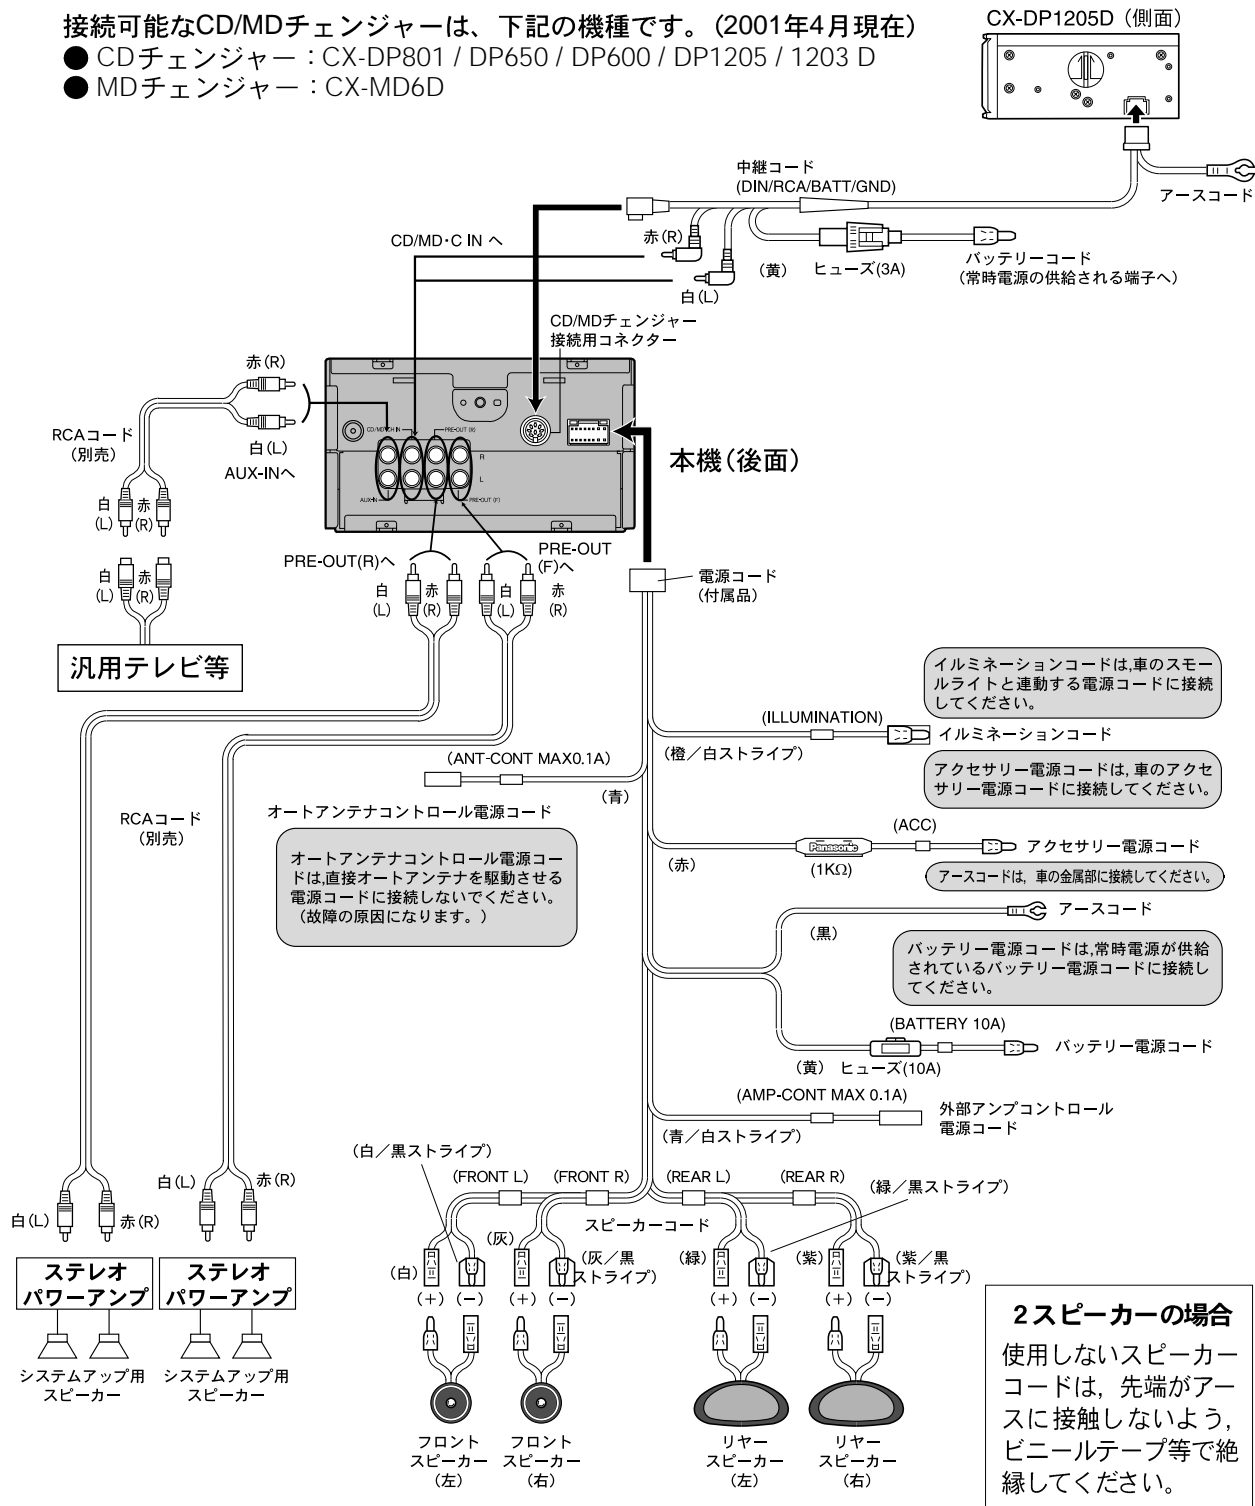 接続可能なCD/MDチェンジャーは、下記の機種です。(2001年4月現在)
● CDチェンジャー：CX-DP801 / DP650 / DP600 / DP1205 / 1203 D
● MDチェンジャー：CX-MD6D
CX-DP1205D（側面）
中継コード
(DIN/RCA/BATT/GND)
アースコード
CD/MD・C IN へ
赤(R)
(黄)
ヒューズ(3A)
バッテリーコード
(常時電源の供給される端子へ)
白(L)
CD/MDチェンジャー
接続用コネクター
赤(R)
RCAコード
(別売)
白(L)
AUX-INへ
CD/MD CH IN
PRE-OUT (R)
R
L
AUX-IN
PRE-OUT (F)
本機(後面)
白
(L)
赤
(R)
白
(L)
赤
(R)
汎用テレビ等
PRE-OUT(R)へ
PRE-OUT
(F)へ
白
(L)
赤
(R)
白
(L)
赤
(R)
電源コード
(付属品)
イルミネーションコードは,車のスモー
ルライトと連動する電源コードに接続
してください。
(ILLUMINATION)
イルミネーションコード
(橙／白ストライプ)
(ANT-CONT MAX0.1A)
(青)
オートアンテナコントロール電源コード
オートアンテナコントロール電源コー
ドは,直接オートアンテナを駆動させる
電源コードに接続しないでください。
（故障の原因になります。）
アクセサリー電源コードは, 車のアクセ
サリー電源コードに接続してください。
RCAコード
(別売)
(ACC)
Panasonic
アクセサリー電源コード
(赤)
(1KΩ)
アースコードは，車の金属部に接続してください。
アースコード
(黒)
バッテリー電源コードは,常時電源が供給
されているバッテリー電源コードに接続し
てください。
(BATTERY 10A)
バッテリー電源コード
(黄)
ヒューズ(10A)
(AMP-CONT MAX 0.1A)
外部アンプコントロール
電源コード
(青／白ストライプ)
(白／黒ストライプ)
(FRONT L)
(FRONT R)
(REAR L)
(REAR R)
(緑／黒ストライプ)
スピーカーコード
白(L)
赤(R)
白(L)
赤(R)
(白)
(灰)
(灰／黒
ストライプ)
(緑)
(紫)
(紫／黒
ストライプ)
(＋)
(－)
(＋)
(－)
(＋)
(－)
(＋)
(－)
ステレオ
パワーアンプ
ステレオ
パワーアンプ
システムアップ用
スピーカー
システムアップ用
スピーカー
フロント
スピーカー
(左)
フロント
スピーカー
(右)
リヤー
スピーカー
(左)
リヤー
スピーカー
(右)
2スピーカーの場合
使用しないスピーカー
コードは，先端がアー
スに接触しないよう，
ビニールテープ等で絶
縁してください。